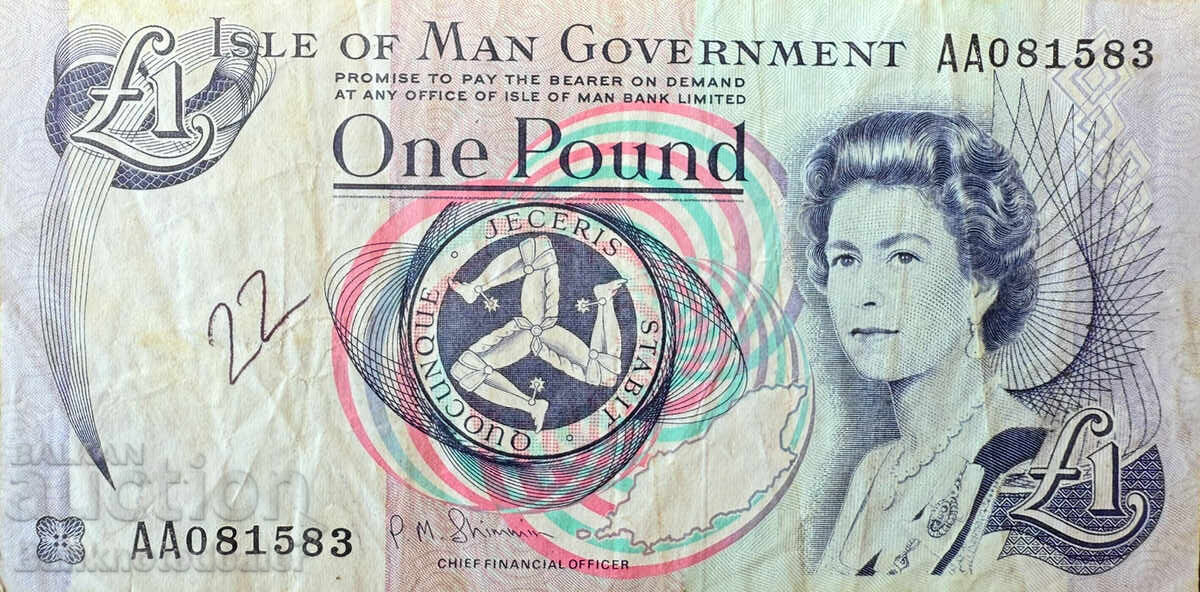 £1
ISLE OF MAN GOVERNMENT AA081583
PROMISE TO PAY THE BEARER ON DEMAND
AT ANY OFFICE OF ISLE OF MAN BANK LIMITED
ONE POUND
QUOCUNQUE · JECERIS · STABIT ·
22
£1
BALKAN
auction
AA081583
P. M. Shimmin
CHIEF FINANCIAL OFFICER